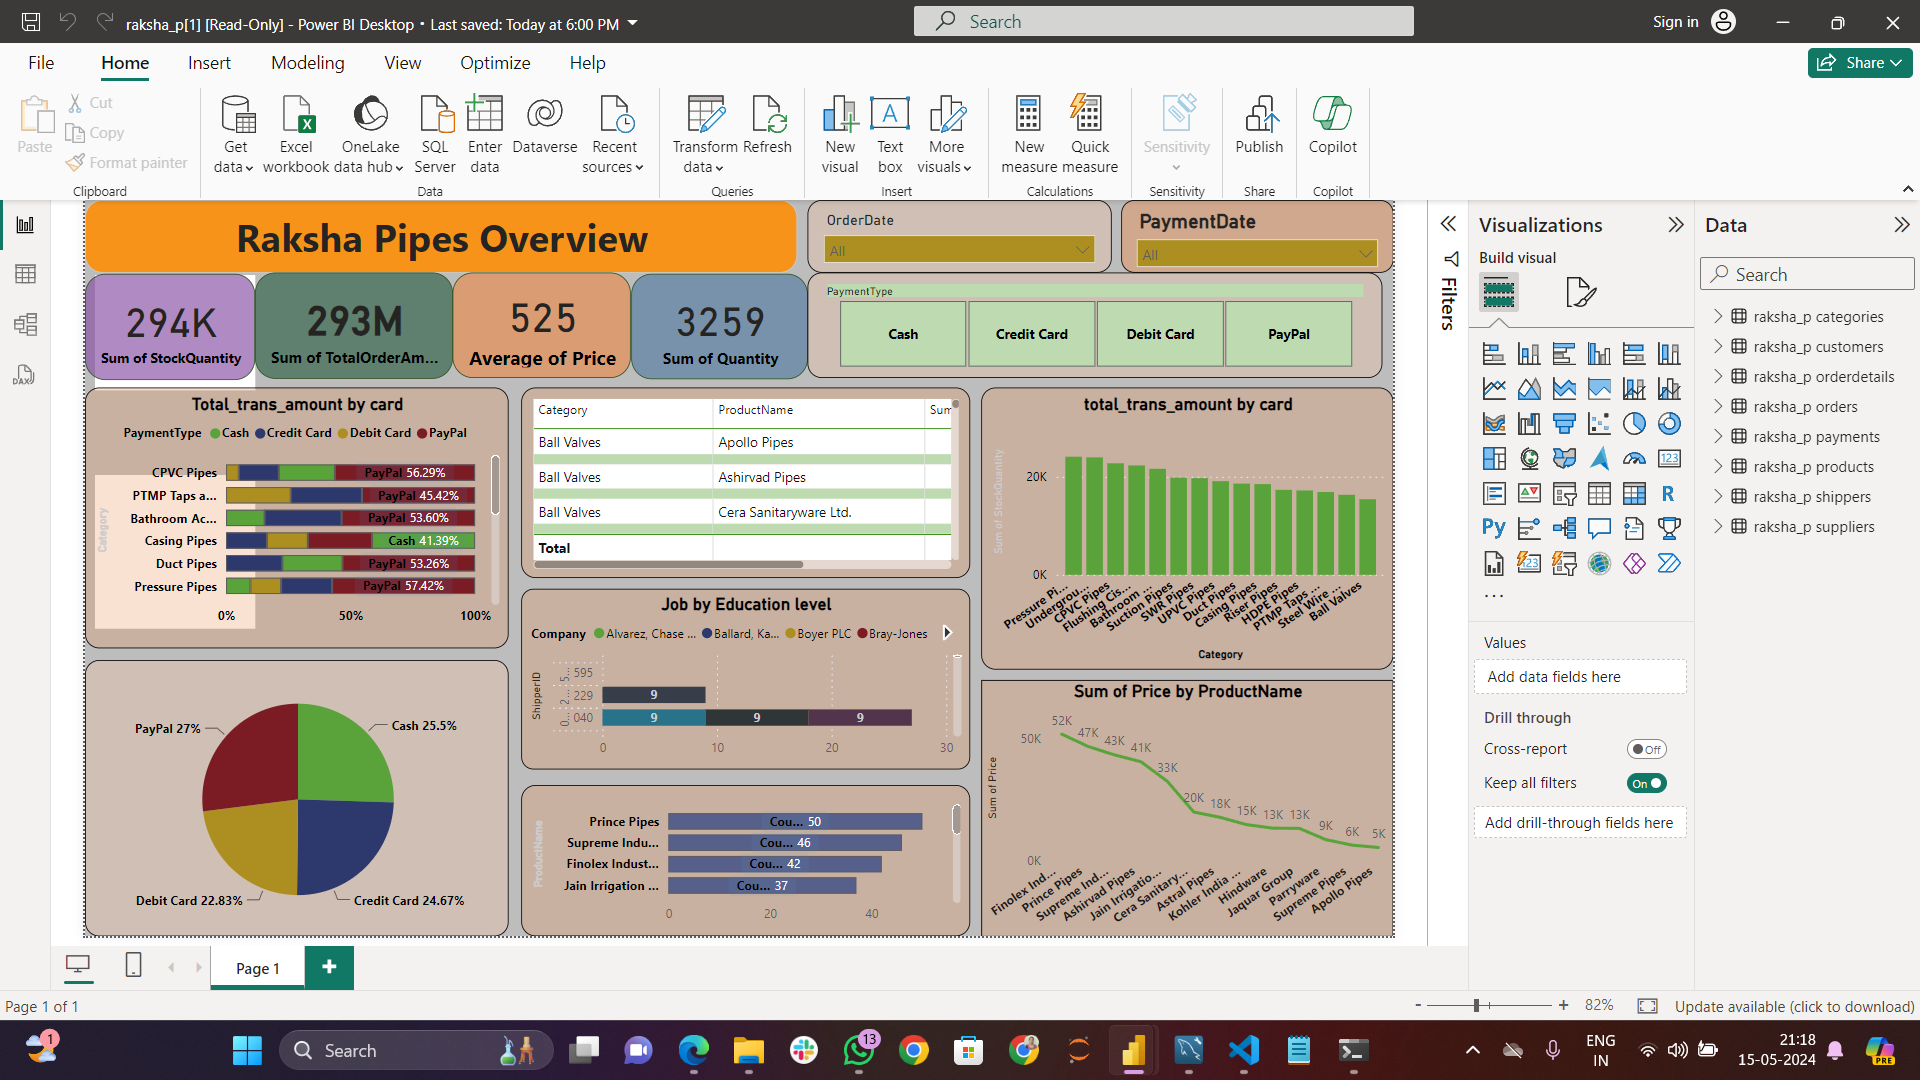 raksha_p[1] [Read-Only] - Power BI Desktop • Last saved: Today at 6:00 PM
Search
Sign in
File Home Insert Modeling View Optimize Help
Share
Paste
Cut
Copy
Format painter
Clipboard
Get data
Excel workbook
OneLake data hub
SQL Server
Enter data
Dataverse
Recent sources
Data
Transform data
Refresh
Queries
New visual
Text box
More visuals
Insert
New measure
Quick measure
Calculations
Sensitivity
Sensitivity
Publish
Share
Copilot
Copilot
Raksha Pipes Overview
OrderDate
All
PaymentDate
All
294K
Sum of StockQuantity
293M
Sum of TotalOrderAm...
525
Average of Price
3259
Sum of Quantity
PaymentType
Cash
Credit Card
Debit Card
PayPal
Total_trans_amount by card
PaymentType Cash Credit Card Debit Card PayPal
Category
CPVC Pipes PayPal 56.29%
PTMP Taps a... PayPal 45.42%
Bathroom Ac... PayPal 53.60%
Casing Pipes Cash 41.39%
Duct Pipes PayPal 53.26%
Pressure Pipes PayPal 57.42%
0% 50% 100%
Category ProductName Sum
Ball Valves Apollo Pipes
Ball Valves Ashirvad Pipes
Ball Valves Cera Sanitaryware Ltd.
Total
total_trans_amount by card
Sum of StockQuantity
20K
0K
Pressure Pi...
Undergrou...
CPVC Pipes
Flushing Cis...
Bathroom ...
Suction Pipes
SWR Pipes
UPVC Pipes
Duct Pipes
Casing Pipes
Riser Pipes
HDPE Pipes
PTMP Taps ...
Steel Wire ...
Ball Valves
Category
Job by Education level
Company Alvarez, Chase ... Ballard, Ka... Boyer PLC Bray-Jones
ShipperID
5... 595
2... 229 9
0... 040 9 9 9
0 10 20 30
PayPal 27%
Cash 25.5%
Debit Card 22.83%
Credit Card 24.67%
ProductName
Prince Pipes Cou... 50
Supreme Indu... Cou... 46
Finolex Indust... Cou... 42
Jain Irrigation ... Cou... 37
0 20 40
Sum of Price by ProductName
Sum of Price
50K
0K
52K 47K 43K 41K 33K 20K 18K 15K 13K 13K 9K 6K 5K
Finolex Ind...
Prince Pipes
Supreme Ind...
Ashirvad Pipes
Jain Irrigatio...
Cera Sanitary...
Astral Pipes
Kohler India ...
Hindware
Jaquar Group
Parryware
Supreme Pipes
Apollo Pipes
Filters
Visualizations
Build visual
123
R
Py
123
...
Values
Add data fields here
Drill through
Cross-report Off
Keep all filters On
Add drill-through fields here
Data
Search
raksha_p categories
raksha_p customers
raksha_p orderdetails
raksha_p orders
raksha_p payments
raksha_p products
raksha_p shippers
raksha_p suppliers
DAX
Page 1
Page 1 of 1
- + 82%
Update available (click to download)
1
Search
13
ENG
IN
21:18
15-05-2024
PRE